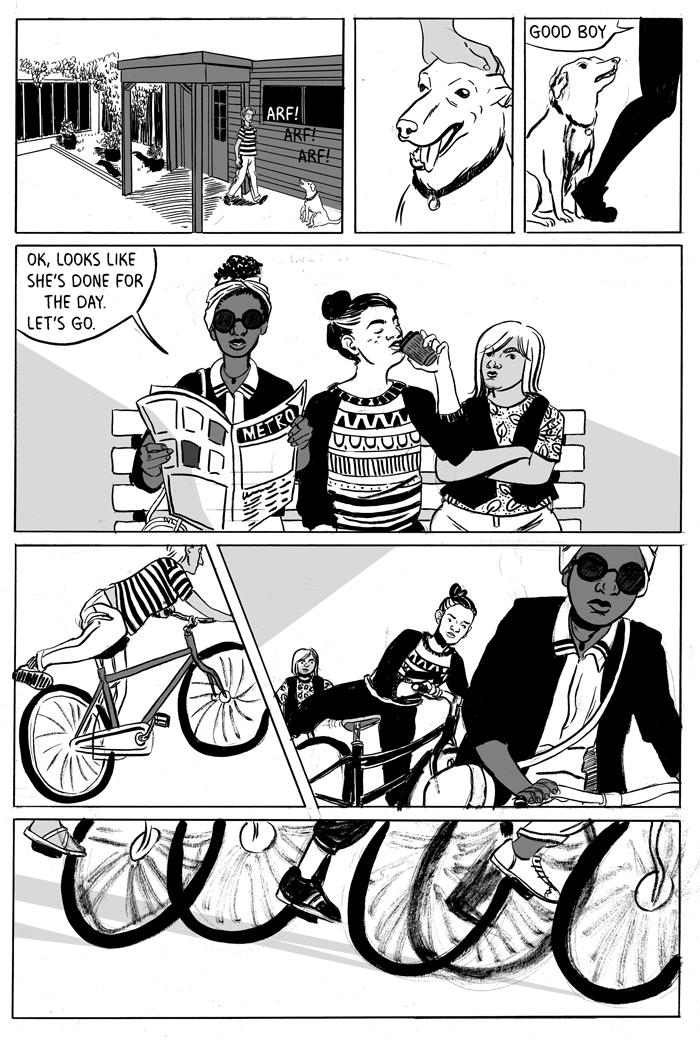 ARF!
ARF!
ARF!
GOOD BOY
OK, LOOKS LIKE
SHE'S DONE FOR
THE DAY.
LET'S GO.
METRO